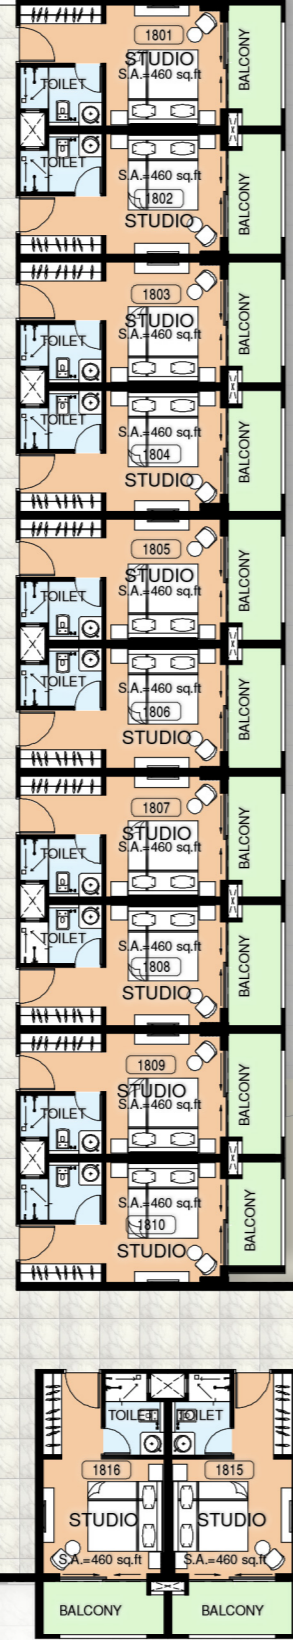 1801
STUDIO
S.A.=460 sq.ft
TOILET
BALCONY
TOILET
S.A.=460 sq.ft
1802
STUDIO
BALCONY
1803
STUDIO
S.A.=460 sq.ft
TOILET
BALCONY
TOILET
S.A.=460 sq.ft
1804
STUDIO
BALCONY
1805
STUDIO
S.A.=460 sq.ft
TOILET
BALCONY
TOILET
S.A.=460 sq.ft
1806
STUDIO
BALCONY
1807
STUDIO
S.A.=460 sq.ft
TOILET
BALCONY
TOILET
S.A.=460 sq.ft
1808
STUDIO
BALCONY
1809
STUDIO
S.A.=460 sq.ft
TOILET
BALCONY
TOILET
S.A.=460 sq.ft
1810
STUDIO
BALCONY
TOILET TOILET
1816 1815
STUDIO STUDIO
S.A.=460 sq.ft S.A.=460 sq.ft
BALCONY BALCONY